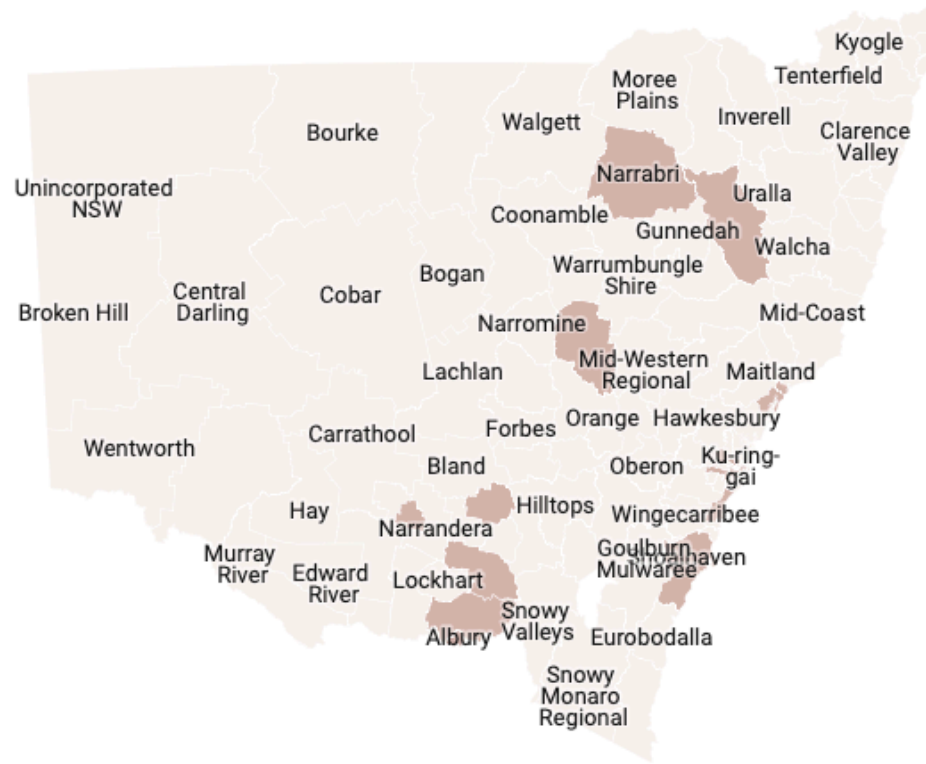 Kyogle
Tenterfield
Moree
Plains
Inverell
Walgett
Bourke
Clarence
Valley
Narrabri
Unincorporated
NSW
Uralla
Coonamble
Gunnedah
Walcha
Warrumbungle
Shire
Bogan
Central
Darling
Cobar
Broken Hill
Mid-Coast
Narromine
Mid-Western
Regional
Lachlan
Maitland
Orange
Hawkesbury
Forbes
Carrathool
Wentworth
Ku-ring-
gai
Bland
Oberon
Hilltops
Hay
Wingecarribee
Narrandera
Goulburn
Mulwaree
Shoalhaven
Murray
River
Edward
River
Lockhart
Snowy
Valleys
Albury
Eurobodalla
Snowy
Monaro
Regional